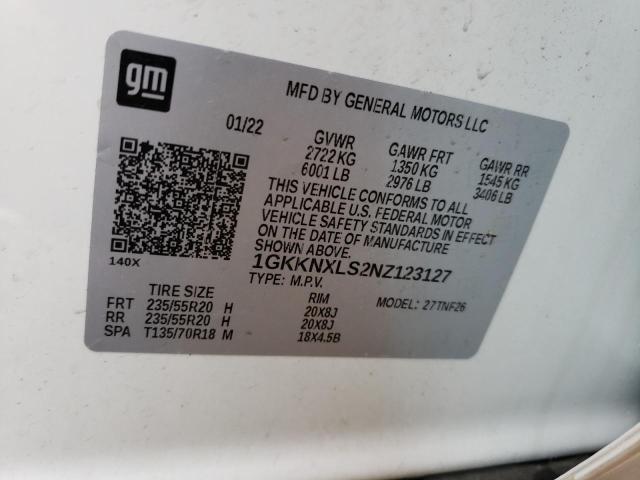 gm
MFD BY GENERAL MOTORS LLC
01/22
GVWR GAWR FRT GAWR RR
2722 KG 1350 KG 1545 KG
6001 LB 2976 LB 3406 LB
THIS VEHICLE CONFORMS TO ALL
APPLICABLE U.S. FEDERAL MOTOR
VEHICLE SAFETY STANDARDS IN EFFECT
ON THE DATE OF MANUFACTURE
140X
1GKKNXLS2NZ123127
TYPE: M.P.V.
TIRE SIZE RIM MODEL: 27TNF26
FRT 235/55R20 H 20X8J
RR 235/55R20 H 20X8J
SPA T135/70R18 M 18X4.5B